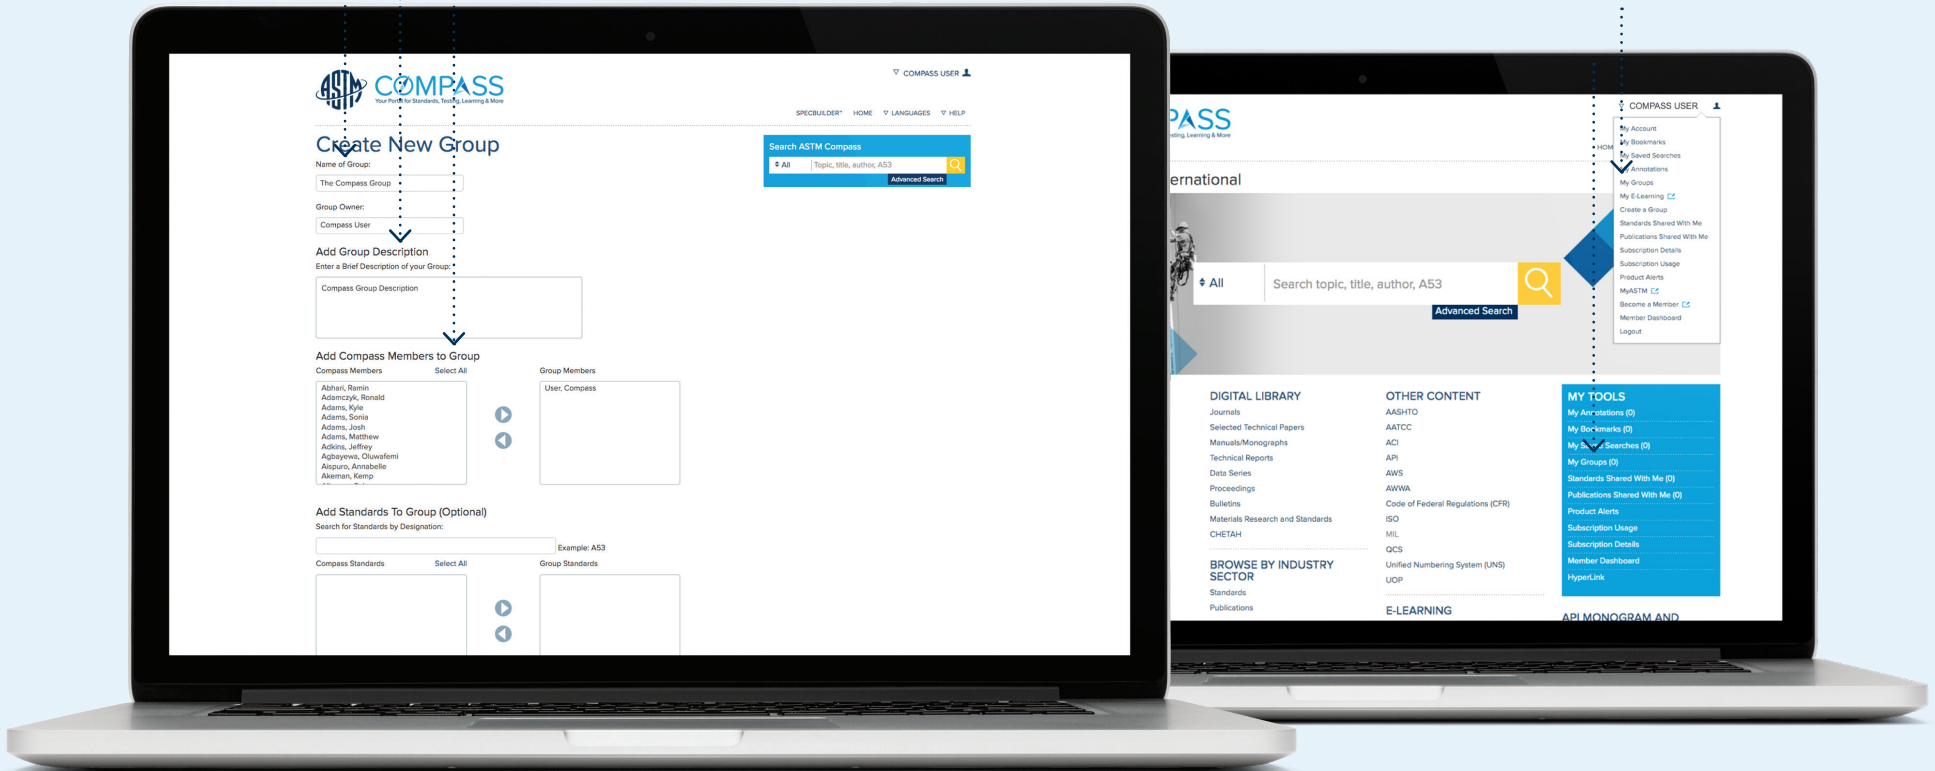 ASTM COMPASS
Your Portal for Standards, Testing, Learning & More
COMPASS USER
SPECBUILDER™ HOME LANGUAGES HELP
Create New Group
Name of Group:
The Compass Group
Group Owner:
Compass User
Search ASTM Compass
All Topic, title, author, A53
Advanced Search
Add Group Description
Enter a Brief Description of your Group:
Compass Group Description
Add Compass Members to Group
Compass Members Select All Group Members
Abhari, Ramin
Adamczyk, Ronald
Adams, Kyle
Adams, Sonia
Adams, Josh
Adams, Matthew
Adkins, Jeffrey
Agbayewa, Oluwafemi
Aispuro, Annabelle
Akeman, Kemp
User, Compass
Add Standards To Group (Optional)
Search for Standards by Designation:
Example: A53
Compass Standards Select All Group Standards
PASS
esting, Learning & More
COMPASS USER
HOM
My Account
My Bookmarks
My Saved Searches
My Annotations
My Groups
My E-Learning
Create a Group
Standards Shared With Me
Publications Shared With Me
Subscription Details
Subscription Usage
Product Alerts
MyASTM
Become a Member
Member Dashboard
Logout
ernational
All Search topic, title, author, A53
Advanced Search
DIGITAL LIBRARY
Journals
Selected Technical Papers
Manuals/Monographs
Technical Reports
Data Series
Proceedings
Bulletins
Materials Research and Standards
CHETAH
BROWSE BY INDUSTRY
SECTOR
Standards
Publications
OTHER CONTENT
AASHTO
AATCC
ACI
API
AWS
AWWA
Code of Federal Regulations (CFR)
ISO
MIL
QCS
Unified Numbering System (UNS)
UOP
E-LEARNING
MY TOOLS
My Annotations (0)
My Bookmarks (0)
My Saved Searches (0)
My Groups (0)
Standards Shared With Me (0)
Publications Shared With Me (0)
Product Alerts
Subscription Usage
Subscription Details
Member Dashboard
HyperLink
API MONOGRAM AND